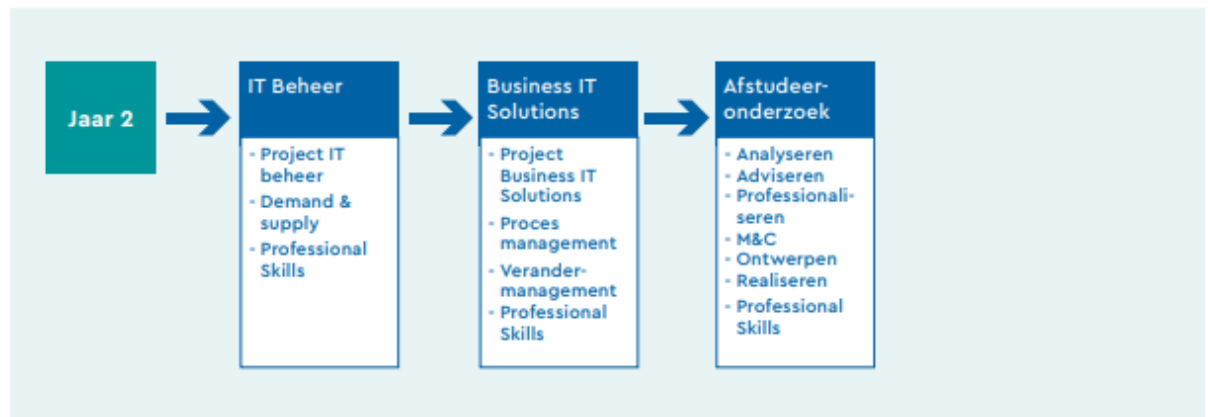 Jaar 2
IT Beheer
- Project IT
beheer
- Demand &
supply
- Professional
Skills
Business IT
Solutions
- Project
Business IT
Solutions
- Proces
management
- Verander-
management
- Professional
Skills
Afstudeer-
onderzoek
- Analyseren
- Adviseren
- Professionali-
seren
- M&C
- Ontwerpen
- Realiseren
- Professional
Skills